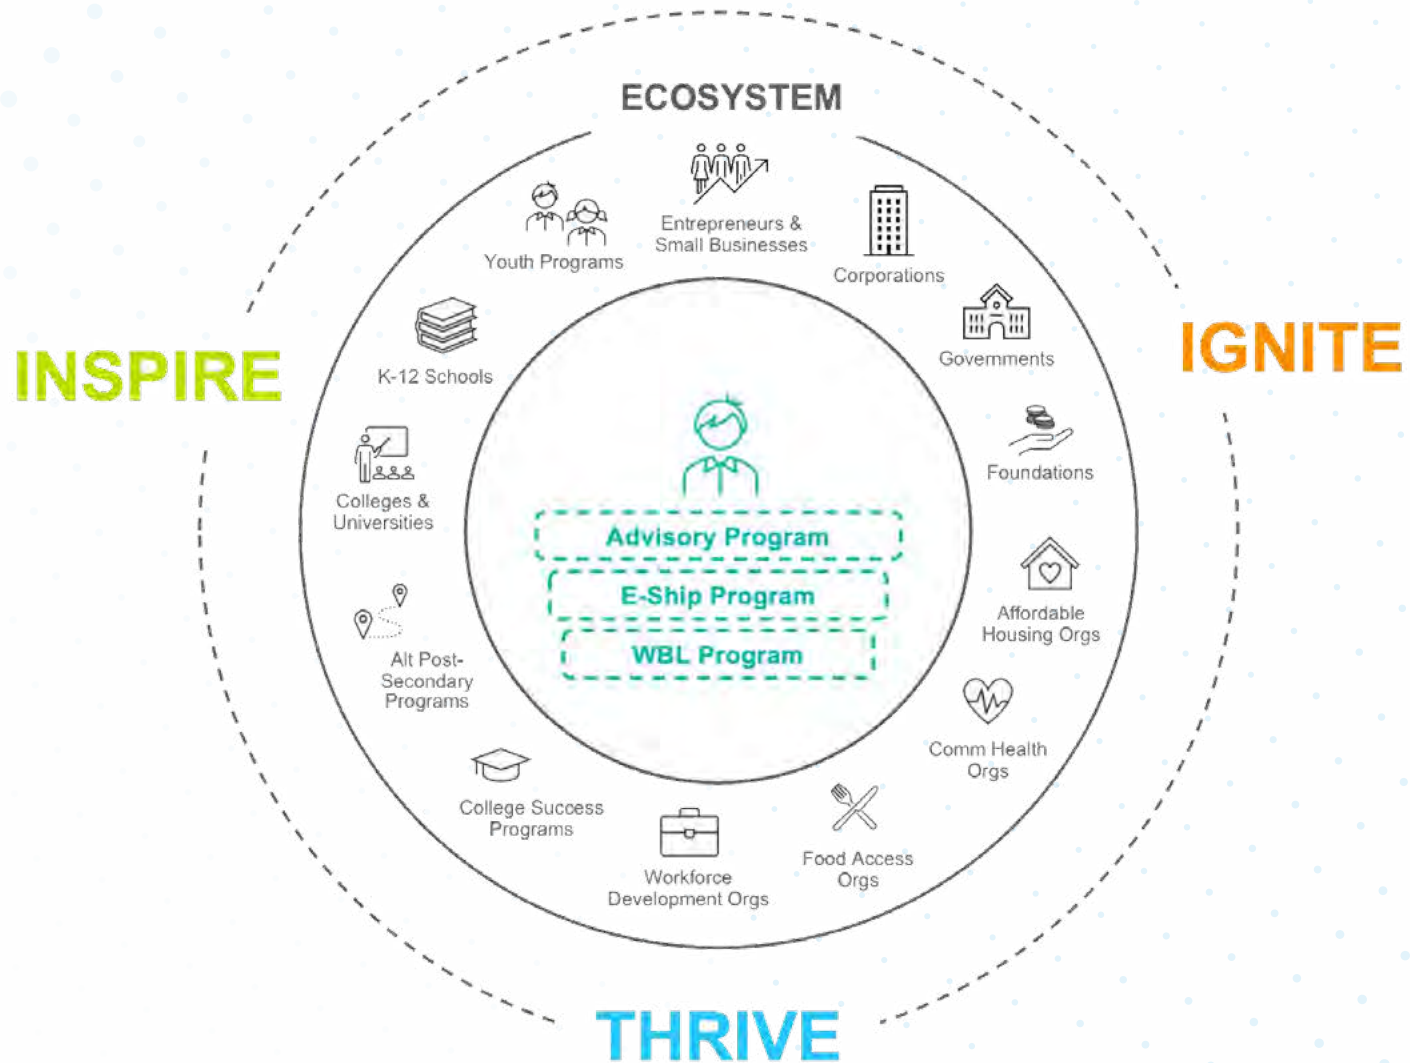 ECOSYSTEM
Entrepreneurs &
Small Businesses
Corporations
Governments
Foundations
Affordable
Housing Orgs
Comm Health
Orgs
Food Access
Orgs
Workforce
Development Orgs
College Success
Programs
Alt Post-
Secondary
Programs
Colleges &
Universities
K-12 Schools
Youth Programs
INSPIRE
IGNITE
THRIVE
Advisory Program
E-Ship Program
WBL Program